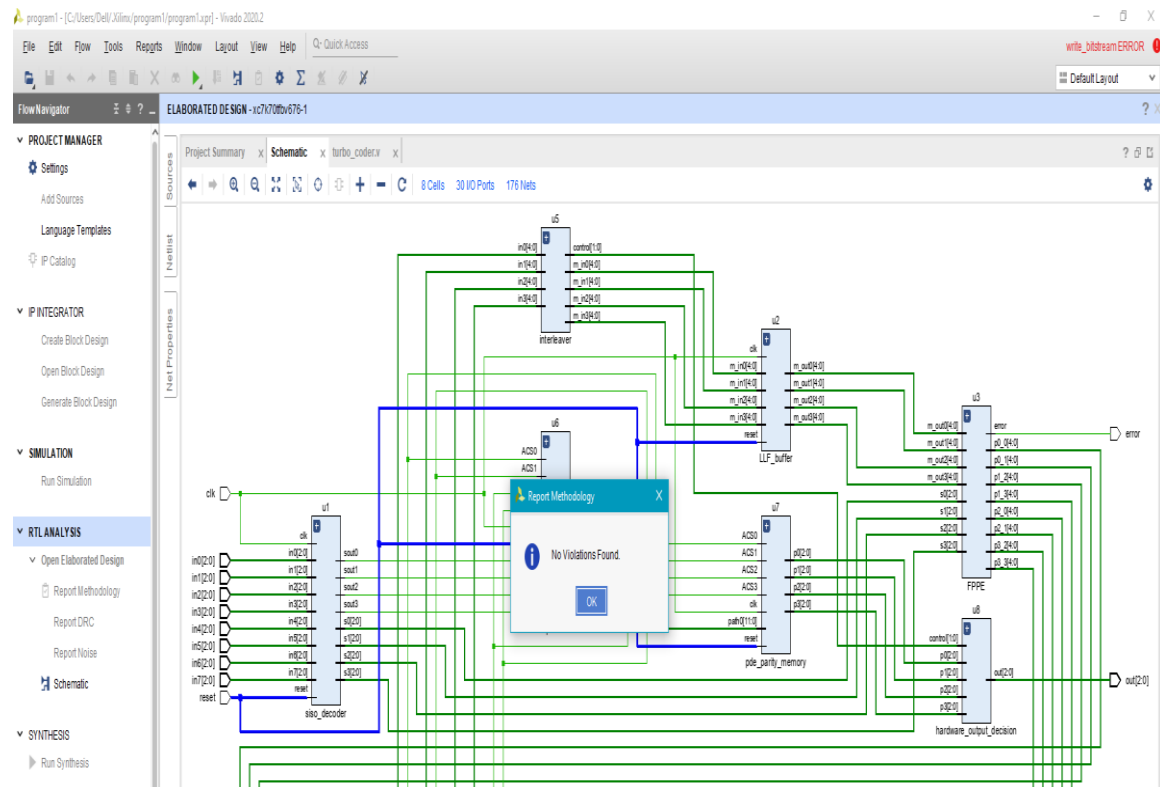 program1 - [C:/Users/Dell/.Xilinx/program1/program1.xpr] - Vivado 2020.2
File Edit Flow Tools Reports Window Layout View Help Quick Access
write_bitstream ERROR
Default Layout
Flow Navigator
ELABORATED DESIGN - xc7k70tfbv676-1
PROJECT MANAGER
Settings
Add Sources
Language Templates
IP Catalog
IP INTEGRATOR
Create Block Design
Open Block Design
Generate Block Design
SIMULATION
Run Simulation
RTL ANALYSIS
Open Elaborated Design
Report Methodology
Report DRC
Report Noise
Schematic
SYNTHESIS
Run Synthesis
Sources
Netlist
Net Properties
Project Summary Schematic turbo_coder.v
8 Cells 30 I/O Ports 176 Nets
u5
in0[4:0] control[1:0]
in1[4:0] m_in0[4:0]
in2[4:0] m_in1[4:0]
in3[4:0] m_in2[4:0]
m_in3[4:0]
interleaver
u2
clk
m_in0[4:0] m_out0[4:0]
m_in1[4:0] m_out1[4:0]
m_in2[4:0] m_out2[4:0]
m_in3[4:0] m_out3[4:0]
reset
LLF_buffer
u3
m_out0[4:0] error
m_out1[4:0] p0_0[4:0]
m_out2[4:0] p0_1[4:0]
m_out3[4:0] p1_2[4:0]
s0[2:0] p1_3[4:0]
s1[2:0] p2_0[4:0]
s2[2:0] p2_1[4:0]
s3[2:0] p3_2[4:0]
p3_3[4:0]
FPPE
error
u6
ACS0
ACS1
Report Methodology
No Violations Found.
OK
clk
in0[2:0]
in1[2:0]
in2[2:0]
in3[2:0]
in4[2:0]
in5[2:0]
in6[2:0]
in7[2:0]
reset
u1
clk
in0[2:0] sout0
in1[2:0] sout1
in2[2:0] sout2
in3[2:0] sout3
in4[2:0] s0[2:0]
in5[2:0] s1[2:0]
in6[2:0] s2[2:0]
in7[2:0] s3[2:0]
reset
siso_decoder
u7
ACS0
ACS1 p0[2:0]
ACS2 p1[2:0]
ACS3 p2[2:0]
clk p3[2:0]
path0[11:0]
reset
pde_parity_memory
u8
control[1:0]
p0[2:0]
p1[2:0] out[2:0]
p2[2:0]
p3[2:0]
hardware_output_decision
out[2:0]